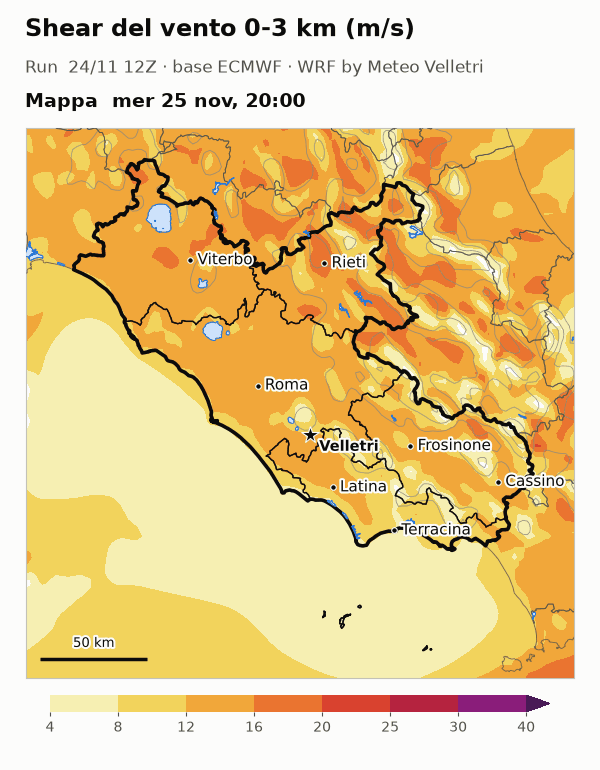 Shear del vento 0-3 km (m/s)
Run  24/11 12Z · base ECMWF · WRF by Meteo Velletri
Mappa  mer 25 nov, 20:00
Viterbo
Rieti
Roma
Velletri
Frosinone
Cassino
Latina
Terracina
50 km
4 8 12 16 20 25 30 40